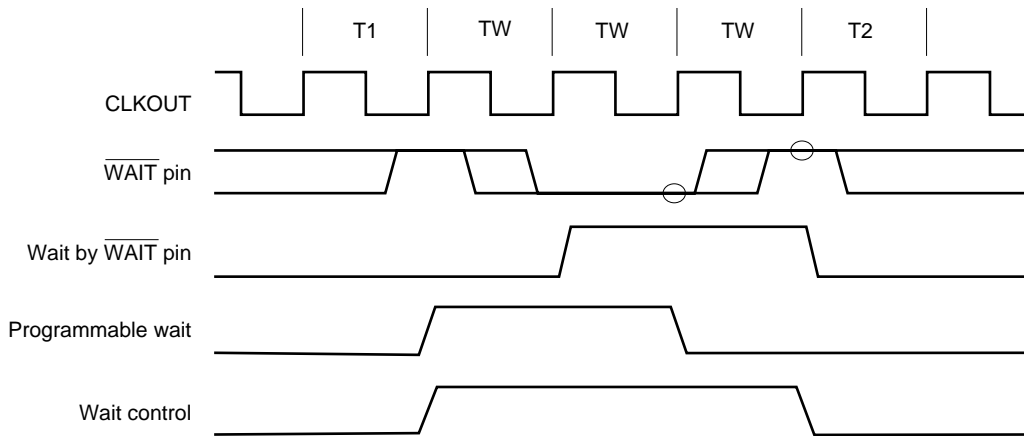 T1 TW TW TW T2
CLKOUT
WAIT pin
Wait by WAIT pin
Programmable wait
Wait control